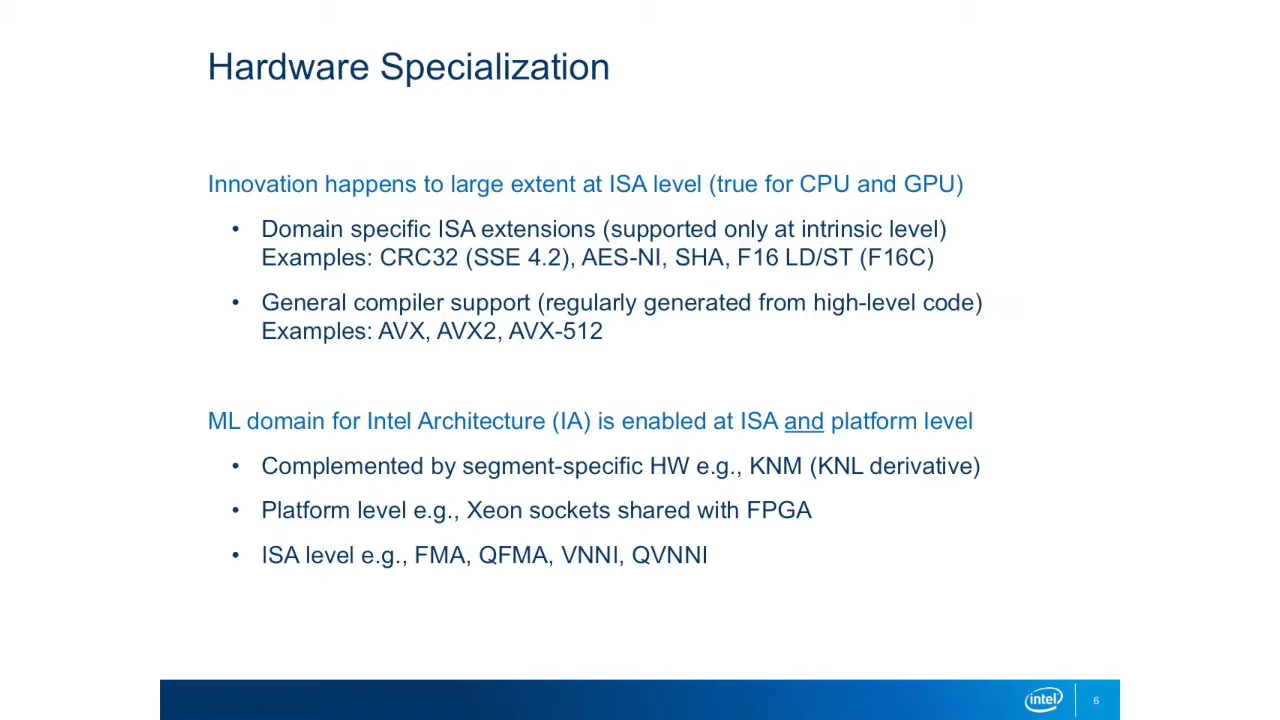 Hardware Specialization
Innovation happens to large extent at ISA level (true for CPU and GPU)
• Domain specific ISA extensions (supported only at intrinsic level)
Examples: CRC32 (SSE 4.2), AES-NI, SHA, F16 LD/ST (F16C)
• General compiler support (regularly generated from high-level code)
Examples: AVX, AVX2, AVX-512
ML domain for Intel Architecture (IA) is enabled at ISA and platform level
• Complemented by segment-specific HW e.g., KNM (KNL derivative)
• Platform level e.g., Xeon sockets shared with FPGA
• ISA level e.g., FMA, QFMA, VNNI, QVNNI
intel
6